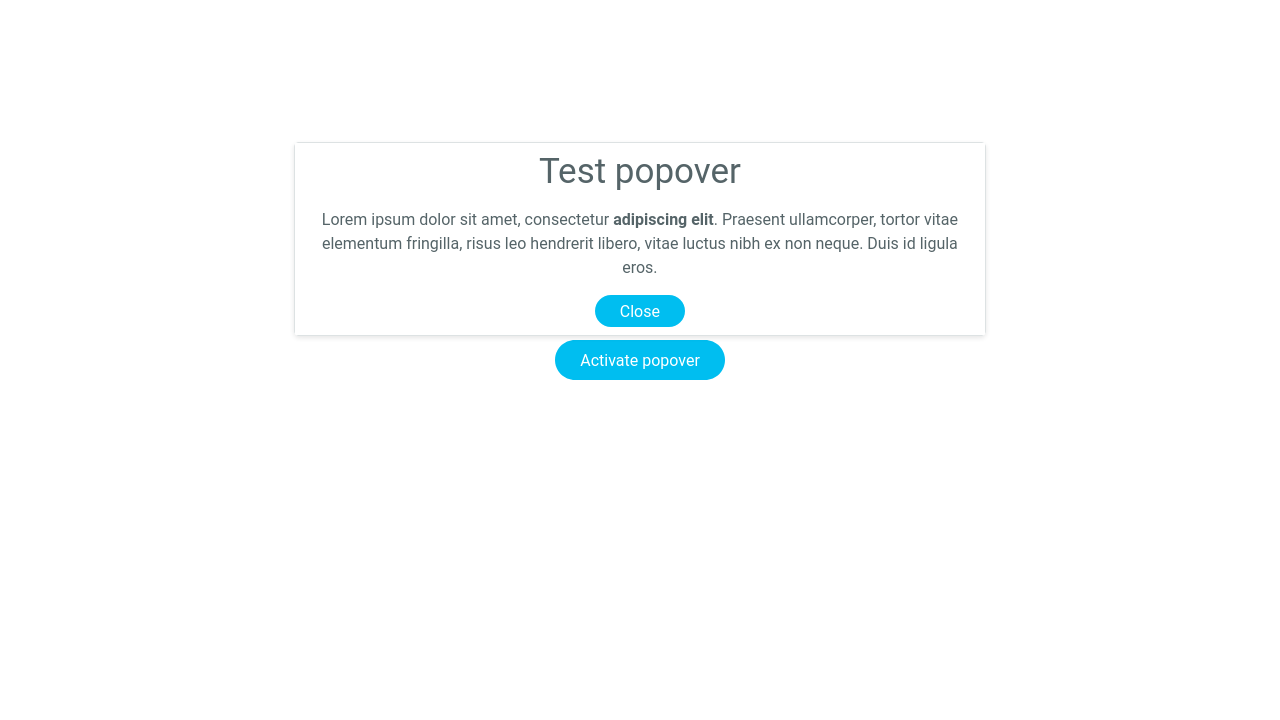 Test popover
Lorem ipsum dolor sit amet, consectetur adipiscing elit. Praesent ullamcorper, tortor vitae
elementum fringilla, risus leo hendrerit libero, vitae luctus nibh ex non neque. Duis id ligula
eros.
Close
Activate popover